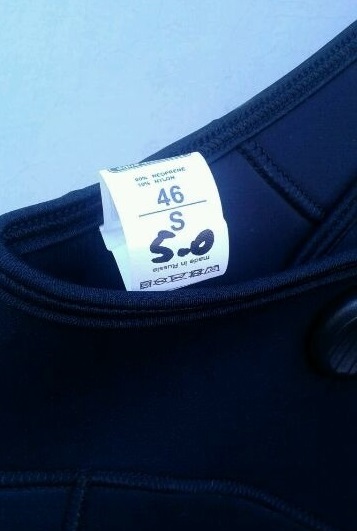 90% NEOPRENE
10% NYLON
46
S
5-0
made in Russia